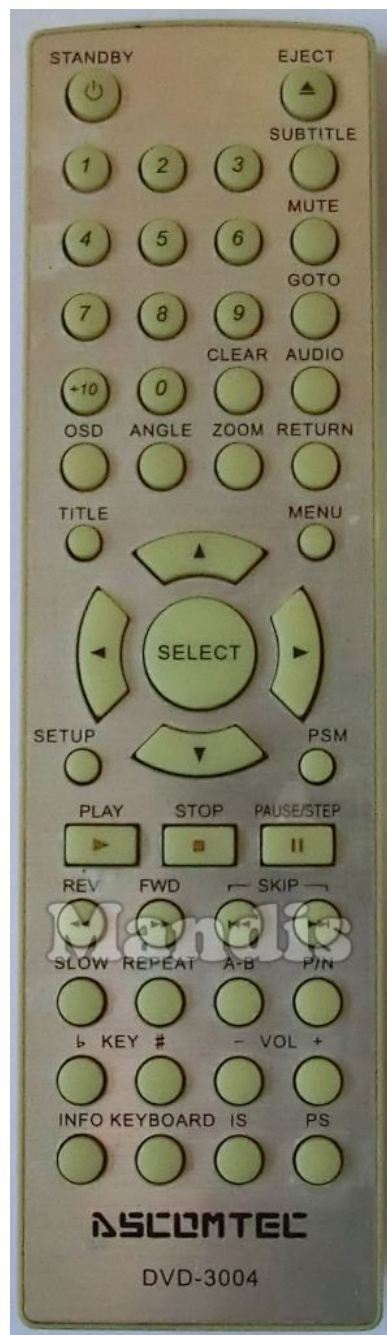 STANDBY EJECT
SUBTITLE
1 2 3
MUTE
4 5 6
GOTO
7 8 9
CLEAR AUDIO
+10 0
OSD ANGLE ZOOM RETURN
TITLE MENU
SELECT
SETUP PSM
PLAY STOP PAUSE/STEP
REV FWD SKIP
Mandis
SLOW REPEAT A-B P/N
♭ KEY ♯ - VOL +
INFO KEYBOARD IS PS
ASCOMTEC
DVD-3004